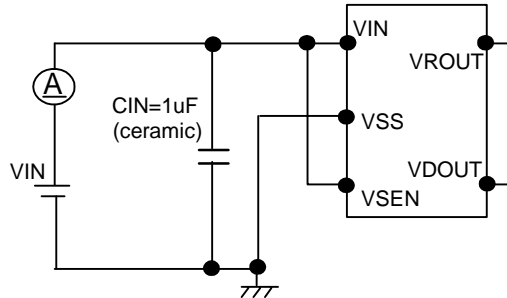 VIN
VROUT
A
CIN=1uF
(ceramic)
VSS
VIN
VDOUT
VSEN